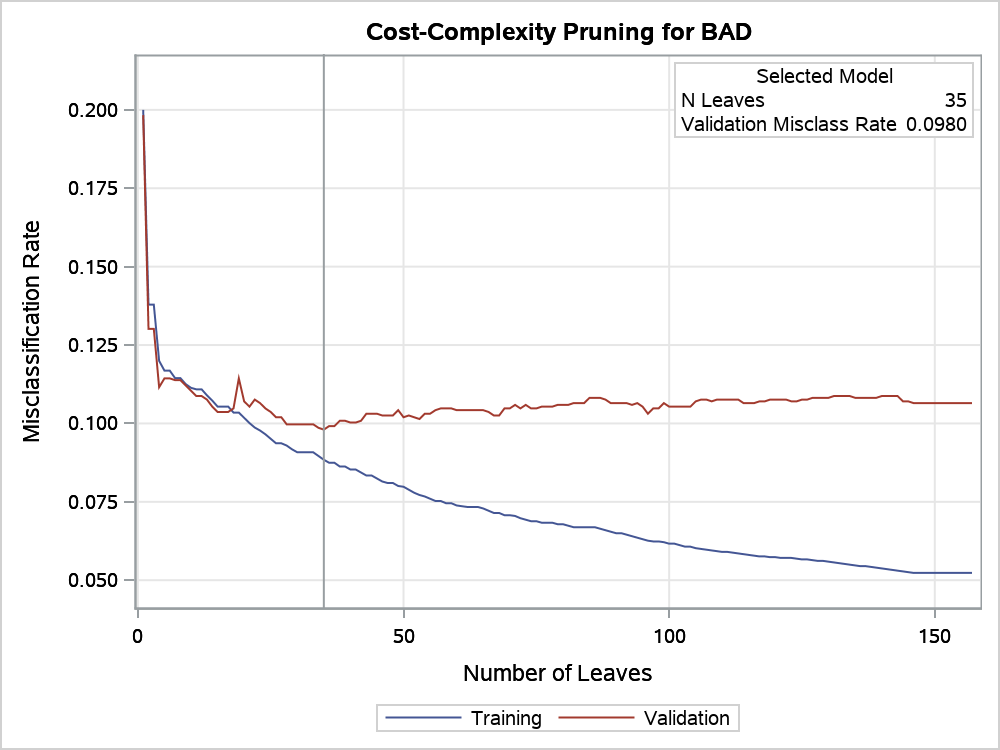 Cost-Complexity Pruning for BAD
Selected Model
N Leaves 35
Validation Misclass Rate 0.0980
Misclassification Rate
0.200
0.175
0.150
0.125
0.100
0.075
0.050
0 50 100 150
Number of Leaves
Training Validation